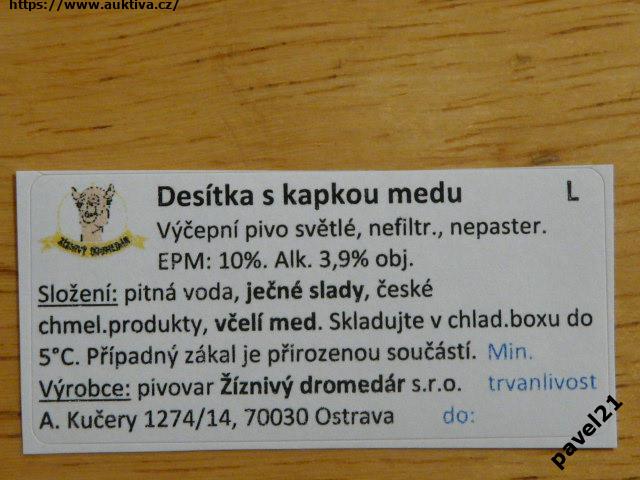 https://www.auktiva.cz/
Desítka s kapkou medu
L
Výčepní pivo světlé, nefiltr., nepaster.
EPM: 10%. Alk. 3,9% obj.
ŽÍZNIVÝ DROMEDÁR
Složení: pitná voda, ječné slady, české
chmel.produkty, včelí med. Skladujte v chlad.boxu do
5°C. Případný zákal je přirozenou součástí. Min.
Výrobce: pivovar Žíznivý dromedár s.r.o. trvanlivost
A. Kučery 1274/14, 70030 Ostrava do:
pavel21